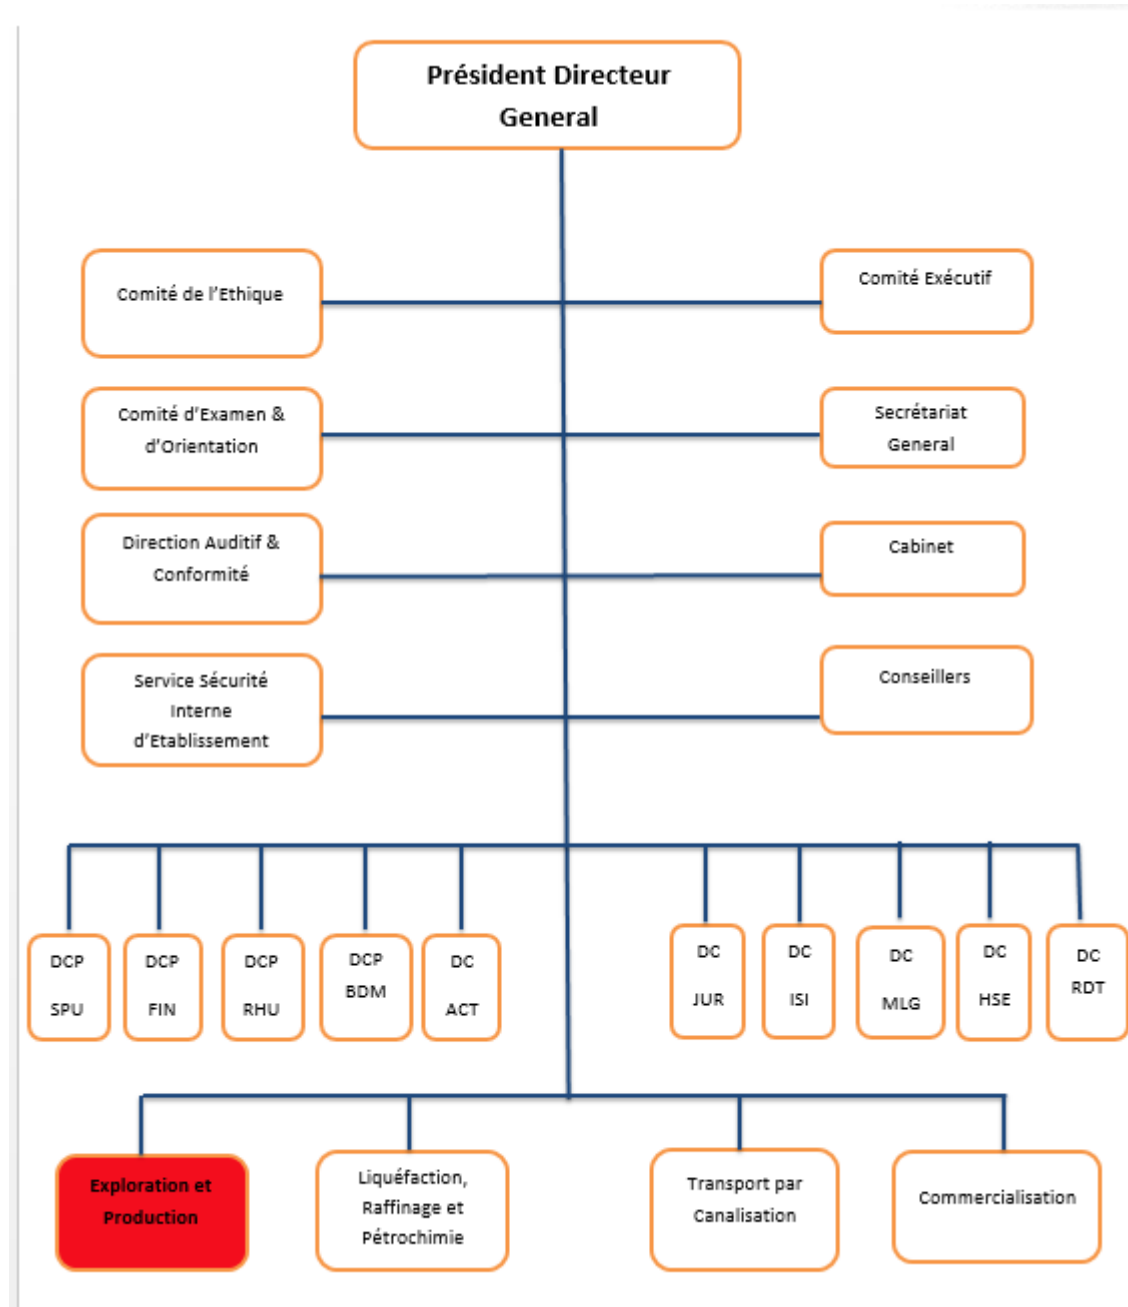 Président Directeur
General
Comité de l'Ethique
Comité Exécutif
Comité d'Examen &
d'Orientation
Secrétariat
General
Direction Auditif &
Conformité
Cabinet
Service Sécurité
Interne
d'Etablissement
Conseillers
DCP
SPU
DCP
FIN
DCP
RHU
DCP
BDM
DC
ACT
DC
JUR
DC
ISI
DC
MLG
DC
HSE
DC
RDT
Exploration et
Production
Liquéfaction,
Raffinage et
Pétrochimie
Transport par
Canalisation
Commercialisation